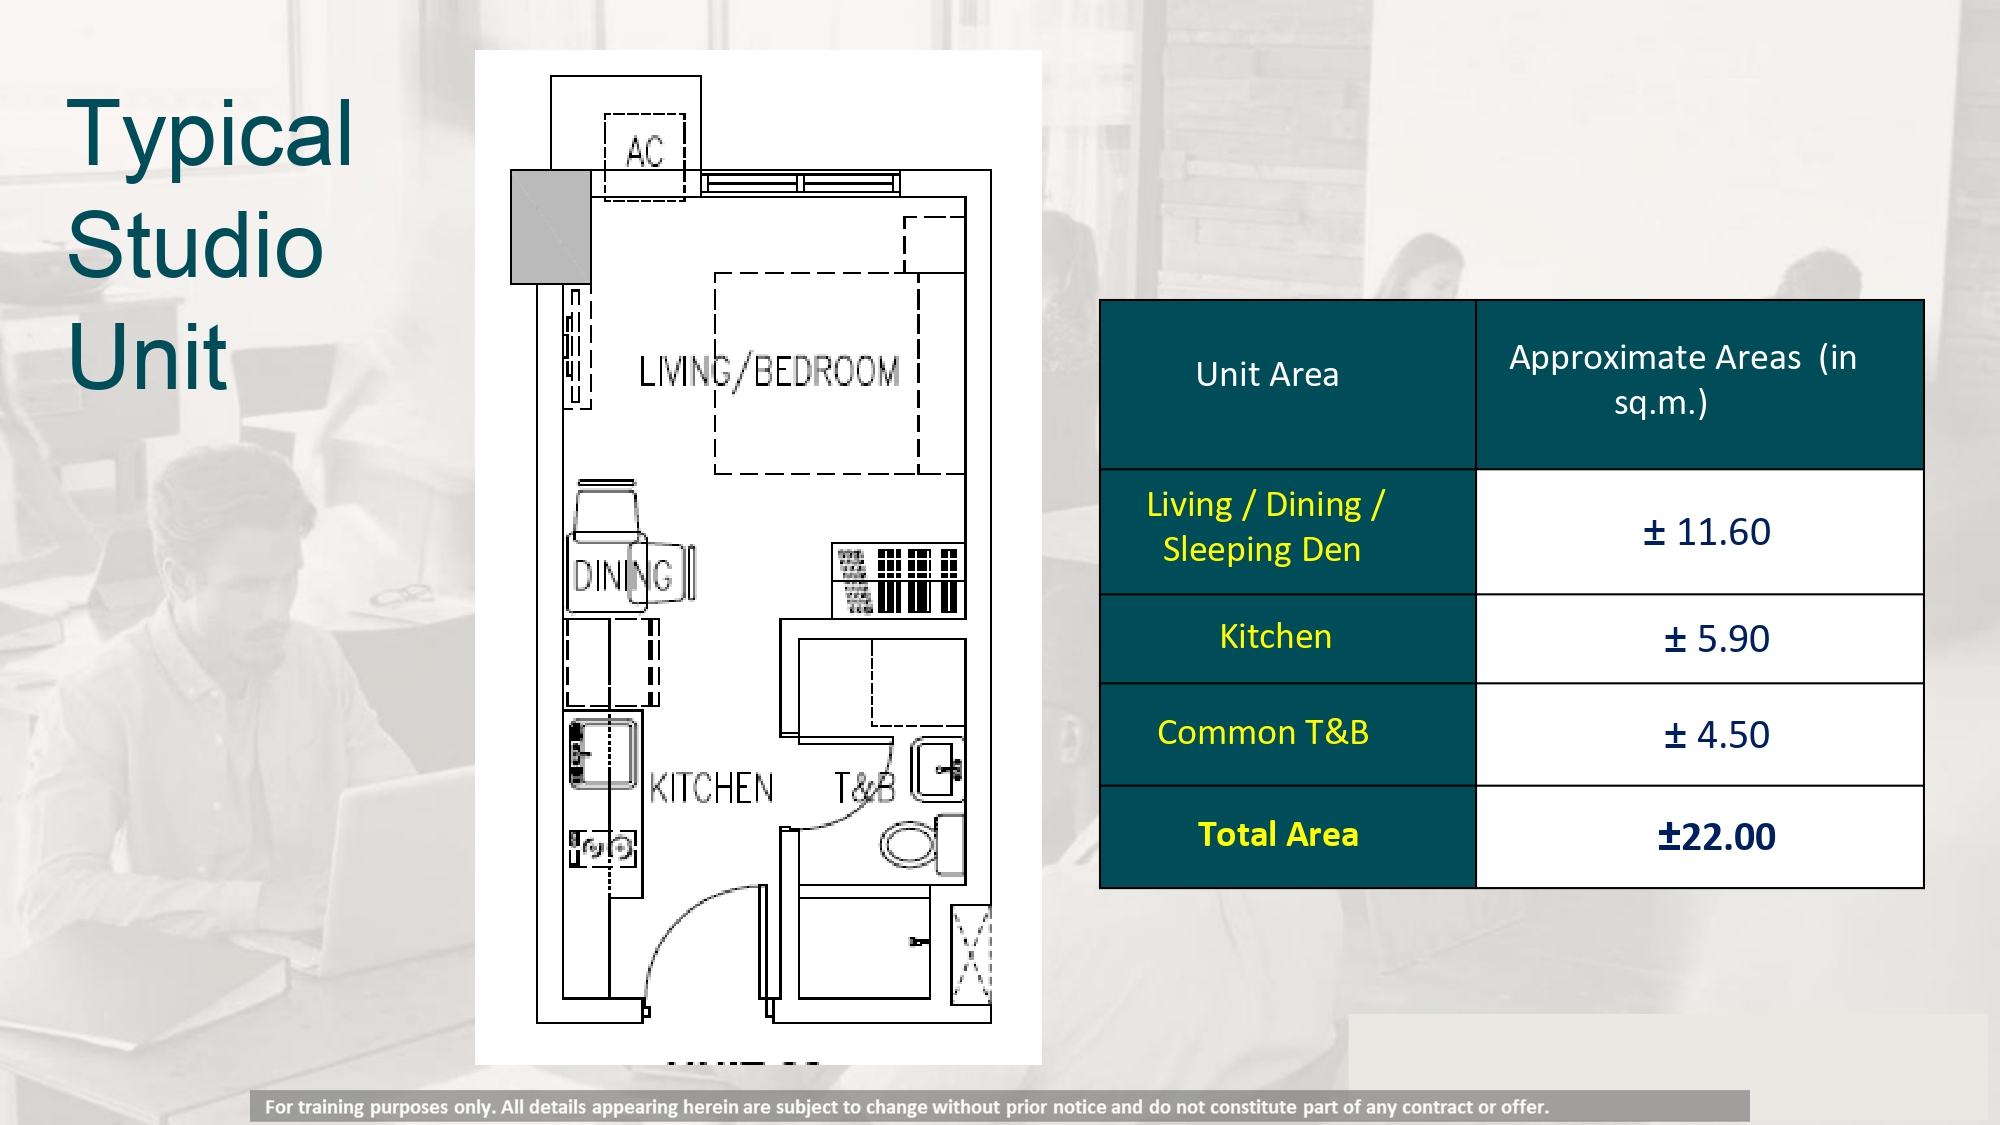 Typical
Studio
Unit
AC
LIVING/BEDROOM
DINING
KITCHEN
T&B
Unit Area
Approximate Areas (in
sq.m.)
Living / Dining /
Sleeping Den
± 11.60
Kitchen
± 5.90
Common T&B
± 4.50
Total Area
±22.00
For training purposes only. All details appearing herein are subject to change without prior notice and do not constitute part of any contract or offer.